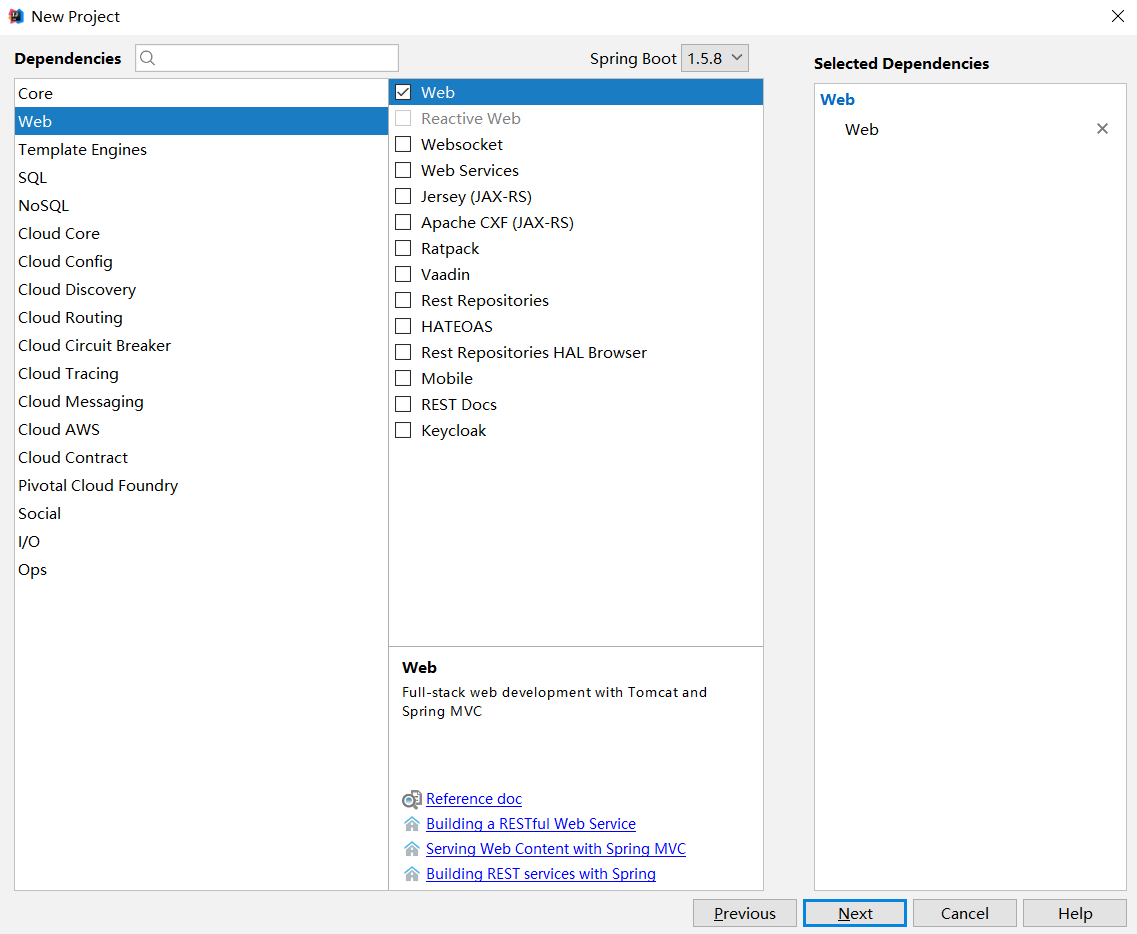 New Project
Dependencies
Spring Boot 1.5.8
Selected Dependencies
Core
Web
Template Engines
SQL
NoSQL
Cloud Core
Cloud Config
Cloud Discovery
Cloud Routing
Cloud Circuit Breaker
Cloud Tracing
Cloud Messaging
Cloud AWS
Cloud Contract
Pivotal Cloud Foundry
Social
I/O
Ops
Web
Reactive Web
Websocket
Web Services
Jersey (JAX-RS)
Apache CXF (JAX-RS)
Ratpack
Vaadin
Rest Repositories
HATEOAS
Rest Repositories HAL Browser
Mobile
REST Docs
Keycloak
Web
Full-stack web development with Tomcat and
Spring MVC
Reference doc
Building a RESTful Web Service
Serving Web Content with Spring MVC
Building REST services with Spring
Web
Web
Previous
Next
Cancel
Help